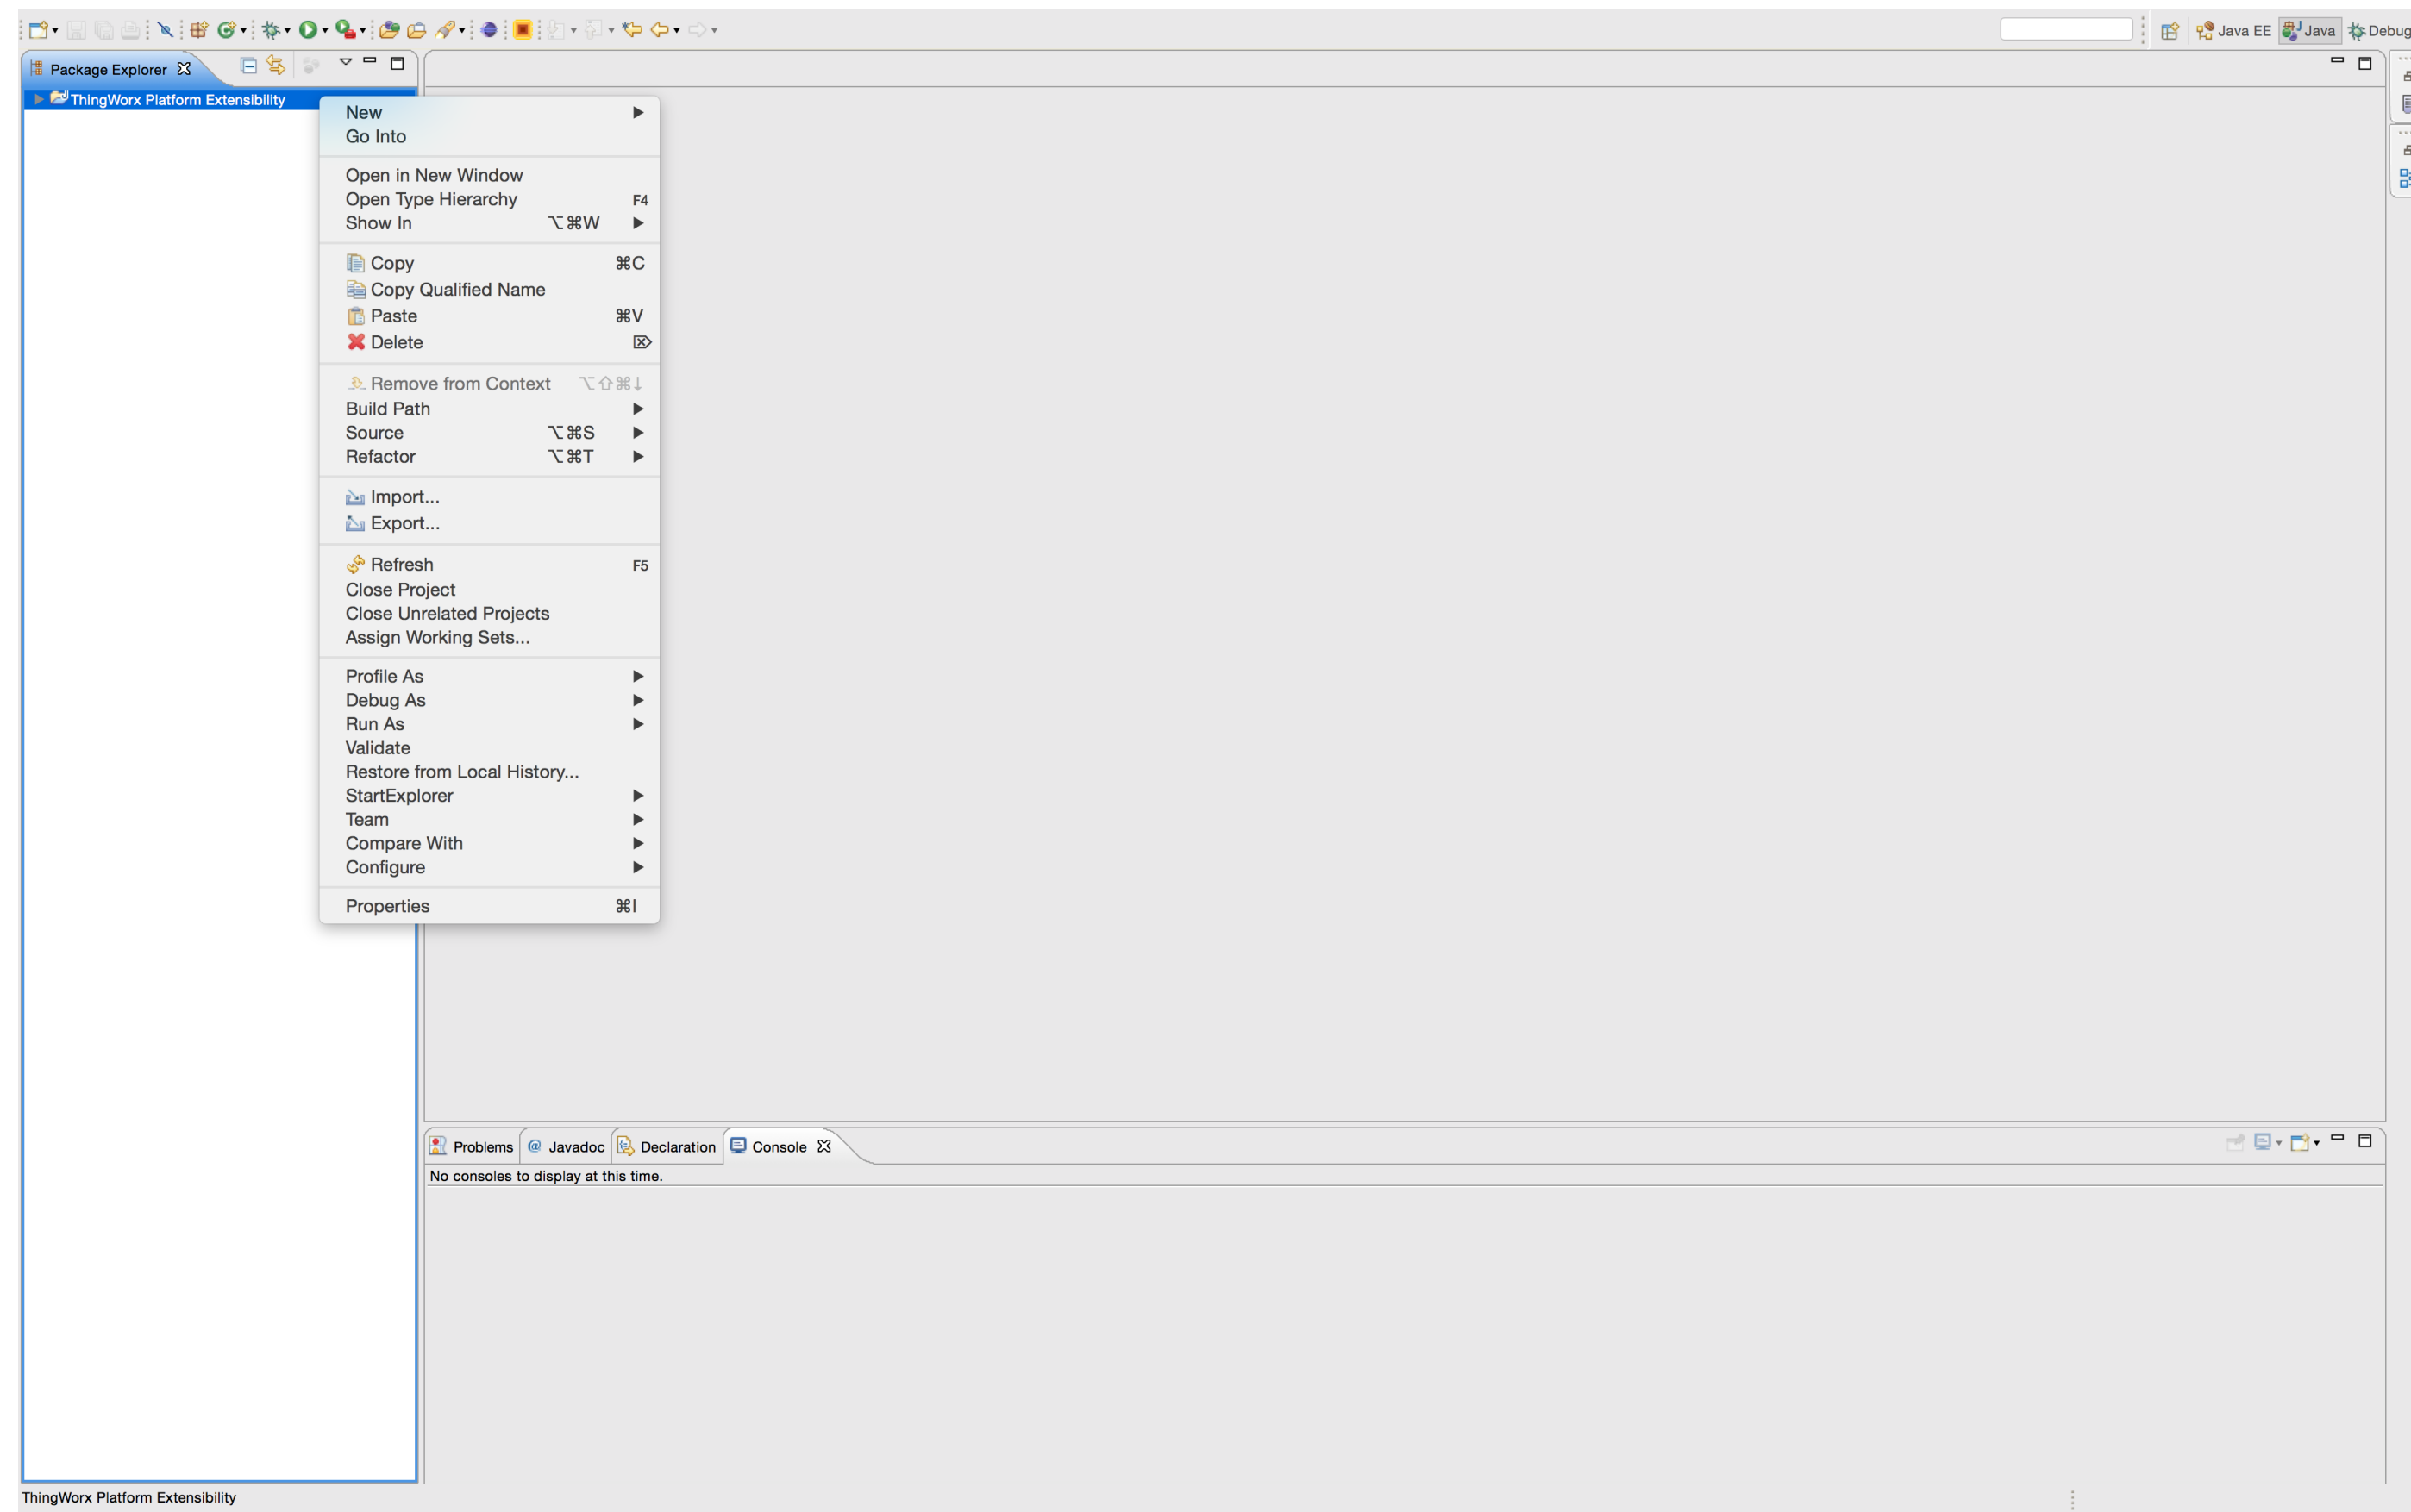 Java EE Java Debug
Package Explorer
ThingWorx Platform Extensibility
New
Go Into
Open in New Window
Open Type Hierarchy F4
Show In ⌥⌘W
Copy ⌘C
Copy Qualified Name
Paste ⌘V
Delete ⌦
Remove from Context ⌥⇧⌘↓
Build Path
Source ⌥⌘S
Refactor ⌥⌘T
Import...
Export...
Refresh F5
Close Project
Close Unrelated Projects
Assign Working Sets...
Profile As
Debug As
Run As
Validate
Restore from Local History...
StartExplorer
Team
Compare With
Configure
Properties ⌘I
Problems @ Javadoc Declaration Console
No consoles to display at this time.
ThingWorx Platform Extensibility